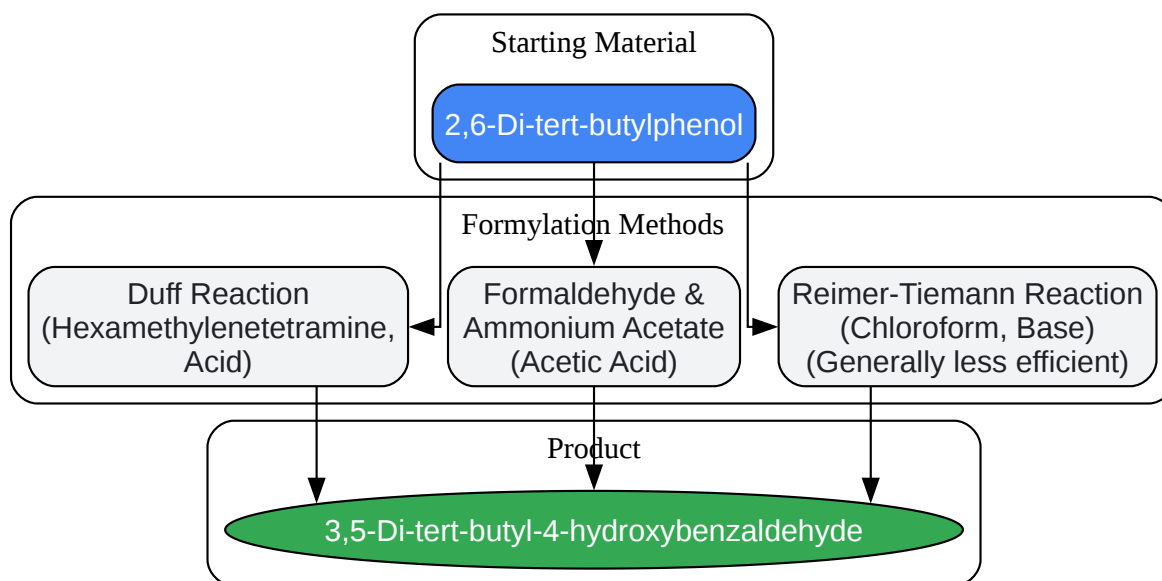 Starting Material
2,6-Di-tert-butylphenol
Formylation Methods
Duff Reaction
(Hexamethylenetetramine,
Acid)
Formaldehyde &
Ammonium Acetate
(Acetic Acid)
Reimer-Tiemann Reaction
(Chloroform, Base)
(Generally less efficient)
Product
3,5-Di-tert-butyl-4-hydroxybenzaldehyde